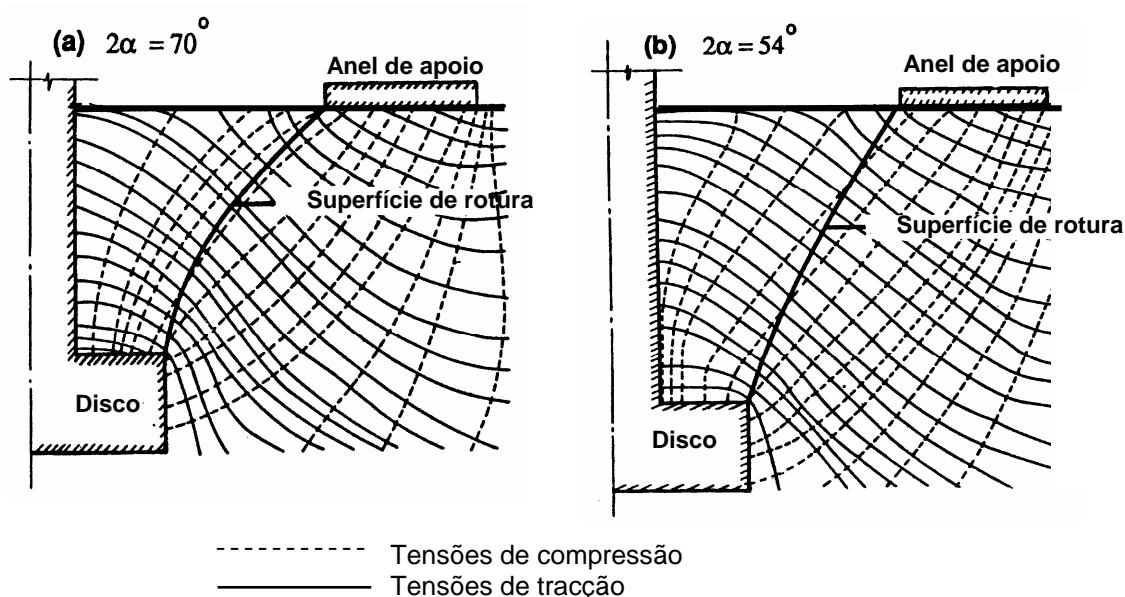 (a) 2α = 70°
Anel de apoio
Superfície de rotura
Disco
(b) 2α = 54°
Anel de apoio
Superfície de rotura
Disco
Tensões de compressão
Tensões de tracção